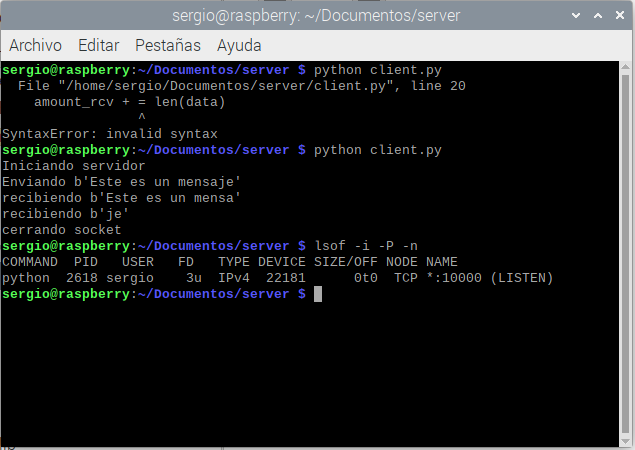 sergio@raspberry: ~/Documentos/server
Archivo Editar Pestañas Ayuda
sergio@raspberry:~/Documentos/server $ python client.py
  File "/home/sergio/Documentos/server/client.py", line 20
    amount_rcv + = len(data)
                 ^
SyntaxError: invalid syntax
sergio@raspberry:~/Documentos/server $ python client.py
Iniciando servidor
Enviando b'Este es un mensaje'
recibiendo b'Este es un mensa'
recibiendo b'je'
cerrando socket
sergio@raspberry:~/Documentos/server $ lsof -i -P -n
COMMAND  PID   USER   FD   TYPE DEVICE SIZE/OFF NODE NAME
python  2618 sergio    3u  IPv4  22181      0t0  TCP *:10000 (LISTEN)
sergio@raspberry:~/Documentos/server $